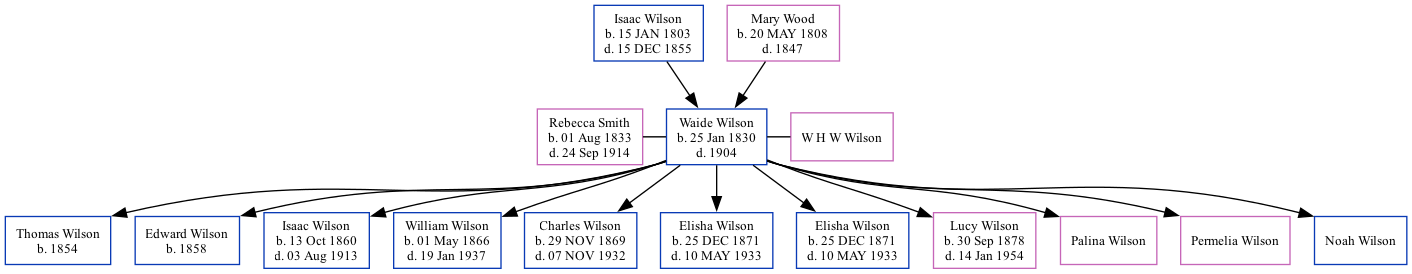 Isaac Wilson
b. 15 JAN 1803
d. 15 DEC 1855
Mary Wood
b. 20 MAY 1808
d. 1847
Rebecca Smith
b. 01 Aug 1833
d. 24 Sep 1914
Waide Wilson
b. 25 Jan 1830
d. 1904
W H W Wilson
Thomas Wilson
b. 1854
Edward Wilson
b. 1858
Isaac Wilson
b. 13 Oct 1860
d. 03 Aug 1913
William Wilson
b. 01 May 1866
d. 19 Jan 1937
Charles Wilson
b. 29 NOV 1869
d. 07 NOV 1932
Elisha Wilson
b. 25 DEC 1871
d. 10 MAY 1933
Elisha Wilson
b. 25 DEC 1871
d. 10 MAY 1933
Lucy Wilson
b. 30 Sep 1878
d. 14 Jan 1954
Palina Wilson
Permelia Wilson
Noah Wilson